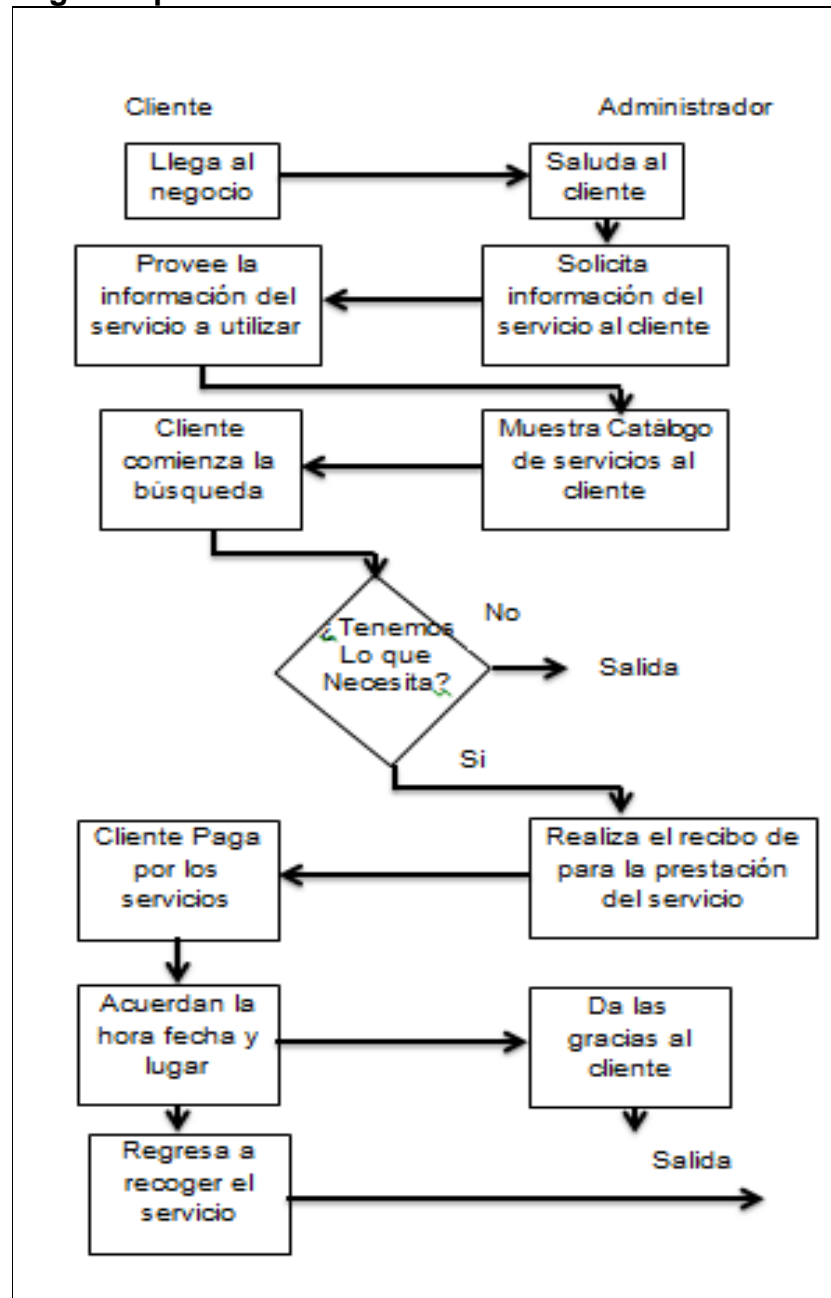 Cliente
Administrador
Llega al
negocio
Saluda al
cliente
Provee la
información del
servicio a utilizar
Solicita
información del
servicio al cliente
Cliente
comienza la
búsqueda
Muestra Catálogo
de servicios al
cliente
¿Tenemos
Lo que
Necesita?
No
Salida
Si
Cliente Paga
por los
servicios
Realiza el recibo de
para la prestación
del servicio
Acuerdan la
hora fecha y
lugar
Da las
gracias al
cliente
Regresa a
recoger el
servicio
Salida